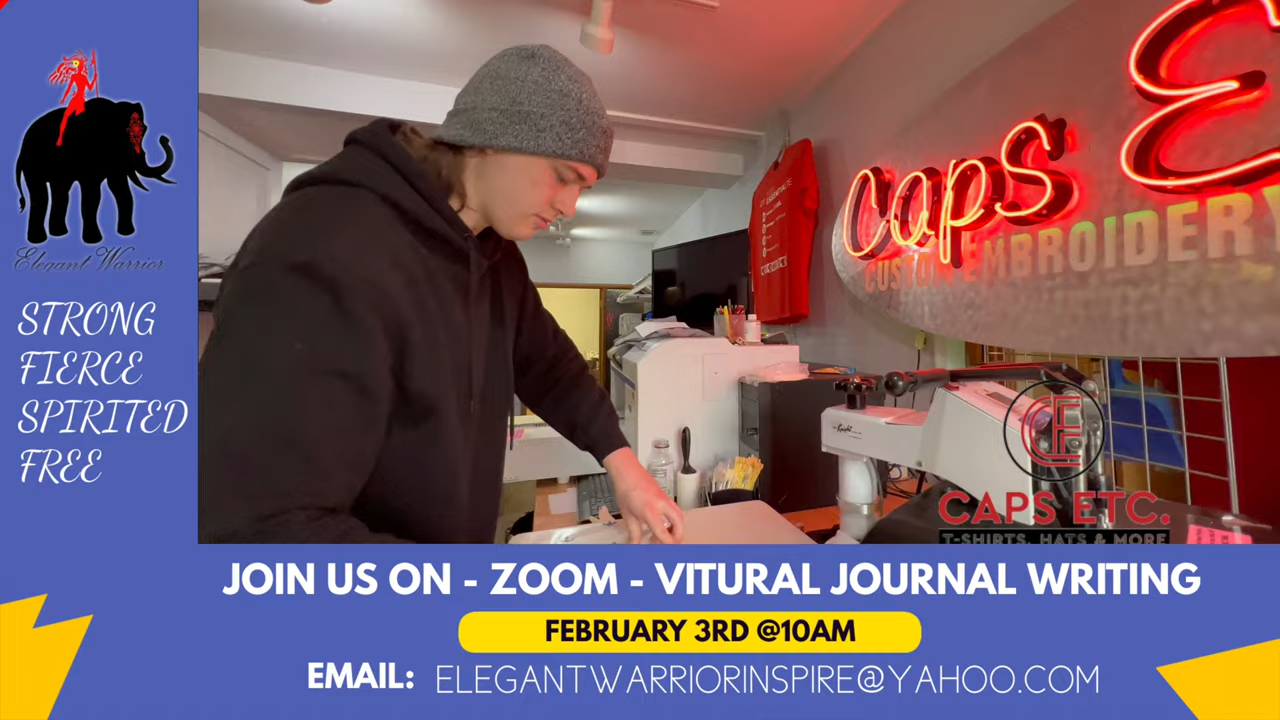 Elegant Warrior
STRONG
FIERCE
SPIRITED
FREE
caps E
CUSTOM EMBROIDERY
CAPS ETC.
T-SHIRTS, HATS & MORE
JOIN US ON - ZOOM - VITURAL JOURNAL WRITING
FEBRUARY 3RD @10AM
EMAIL: ELEGANTWARRIORINSPIRE@YAHOO.COM